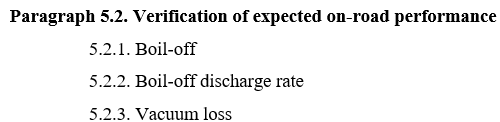 Paragraph 5.2. Verification of expected on-road performance
5.2.1. Boil-off
5.2.2. Boil-off discharge rate
5.2.3. Vacuum loss